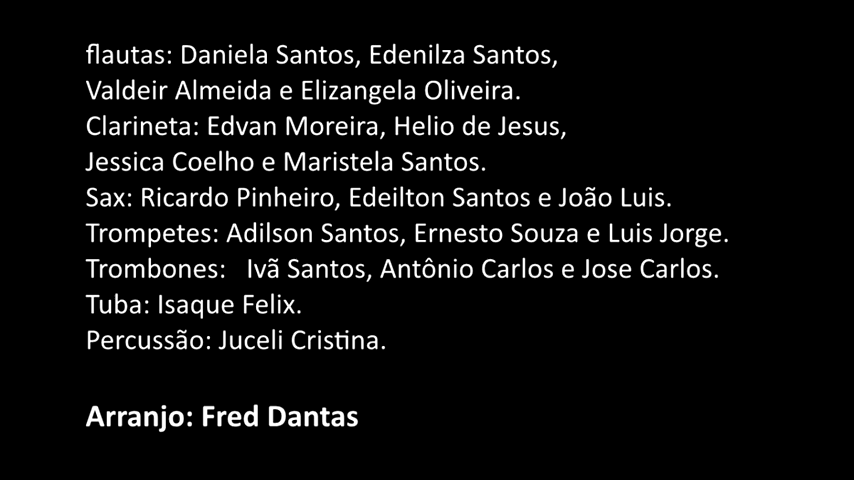 flautas: Daniela Santos, Edenilza Santos,
Valdeir Almeida e Elizangela Oliveira.
Clarineta: Edvan Moreira, Helio de Jesus,
Jessica Coelho e Maristela Santos.
Sax: Ricardo Pinheiro, Edeilton Santos e João Luis.
Trompetes: Adilson Santos, Ernesto Souza e Luis Jorge.
Trombones:   Ivã Santos, Antônio Carlos e Jose Carlos.
Tuba: Isaque Felix.
Percussão: Juceli Cristina.
Arranjo: Fred Dantas